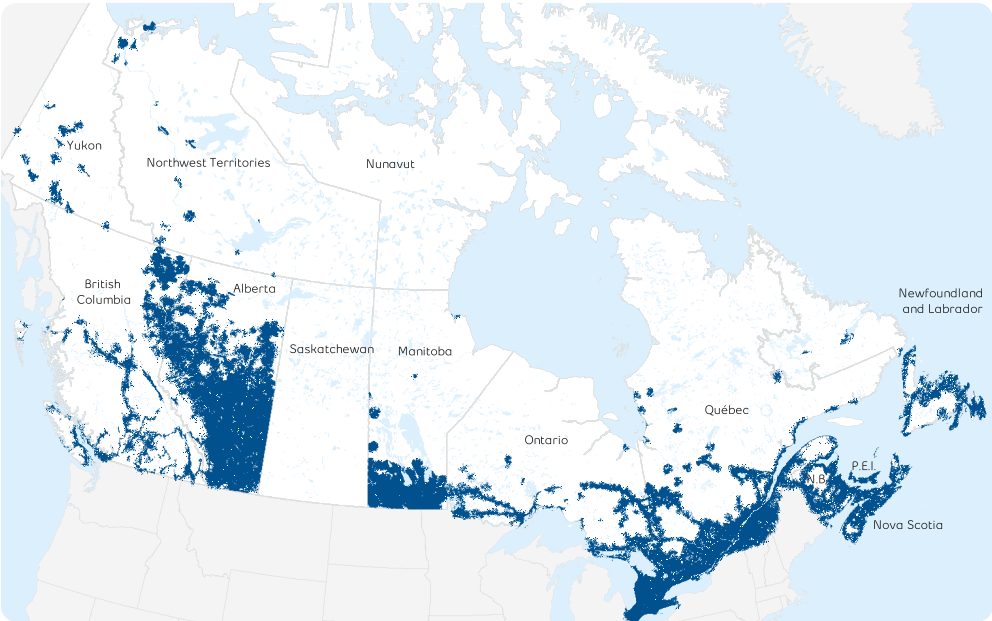 Yukon
Northwest Territories
Nunavut
British
Columbia
Alberta
Newfoundland
and Labrador
Saskatchewan
Manitoba
Québec
Ontario
P.E.I.
N.B.
Nova Scotia